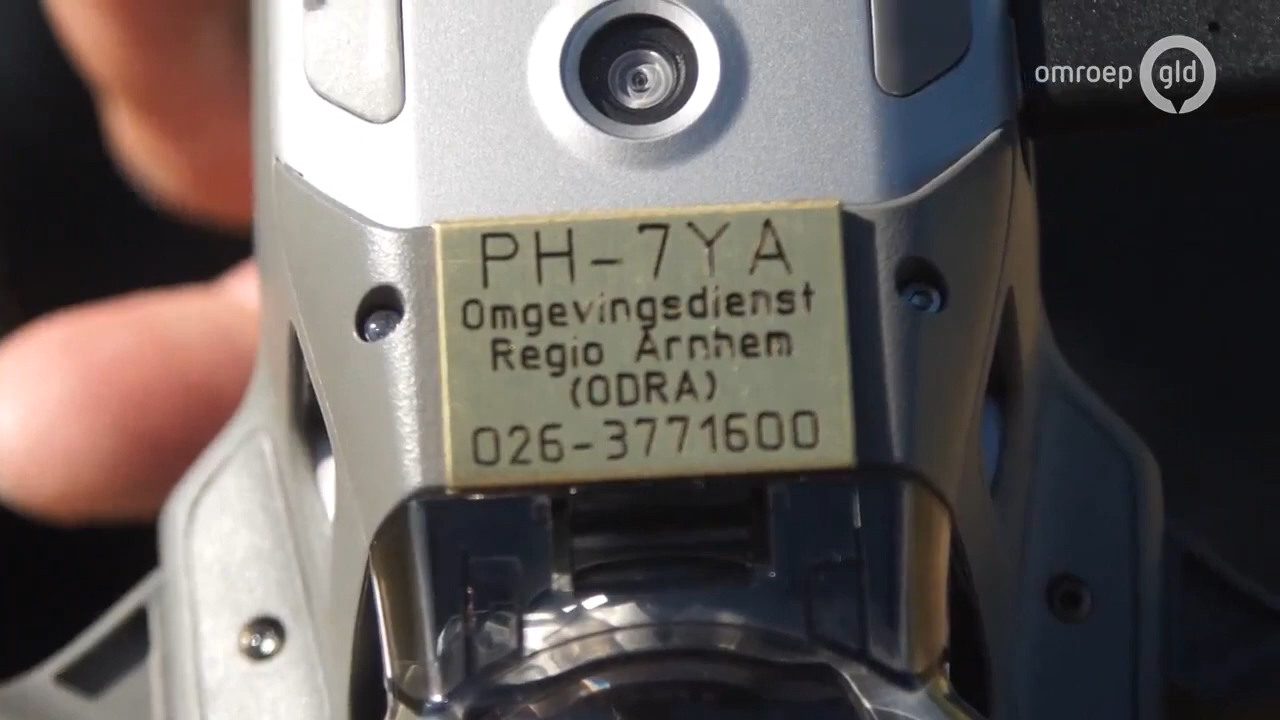 omroep gld
PH-7YA
Omgevingsdienst
Regio Arnhem
(ODRA)
026-3771600